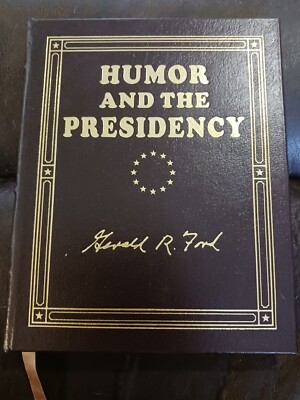 HUMOR
AND THE
PRESIDENCY
Gerald R. Ford